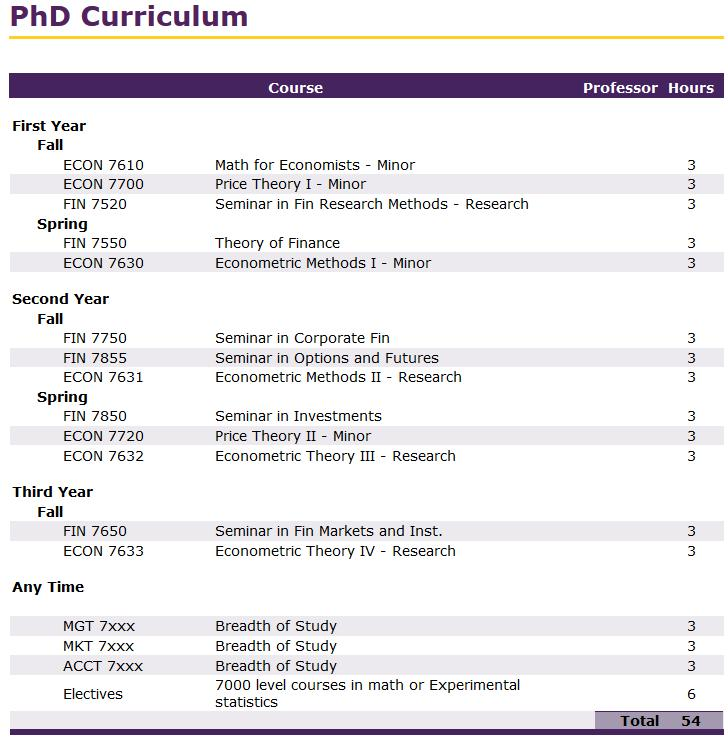 PhD Curriculum
Course Professor Hours
First Year
Fall
ECON 7610 Math for Economists - Minor 3
ECON 7700 Price Theory I - Minor 3
FIN 7520 Seminar in Fin Research Methods - Research 3
Spring
FIN 7550 Theory of Finance 3
ECON 7630 Econometric Methods I - Minor 3
Second Year
Fall
FIN 7750 Seminar in Corporate Fin 3
FIN 7855 Seminar in Options and Futures 3
ECON 7631 Econometric Methods II - Research 3
Spring
FIN 7850 Seminar in Investments 3
ECON 7720 Price Theory II - Minor 3
ECON 7632 Econometric Theory III - Research 3
Third Year
Fall
FIN 7650 Seminar in Fin Markets and Inst. 3
ECON 7633 Econometric Theory IV - Research 3
Any Time
MGT 7xxx Breadth of Study 3
MKT 7xxx Breadth of Study 3
ACCT 7xxx Breadth of Study 3
Electives 7000 level courses in math or Experimental
statistics 6
Total 54